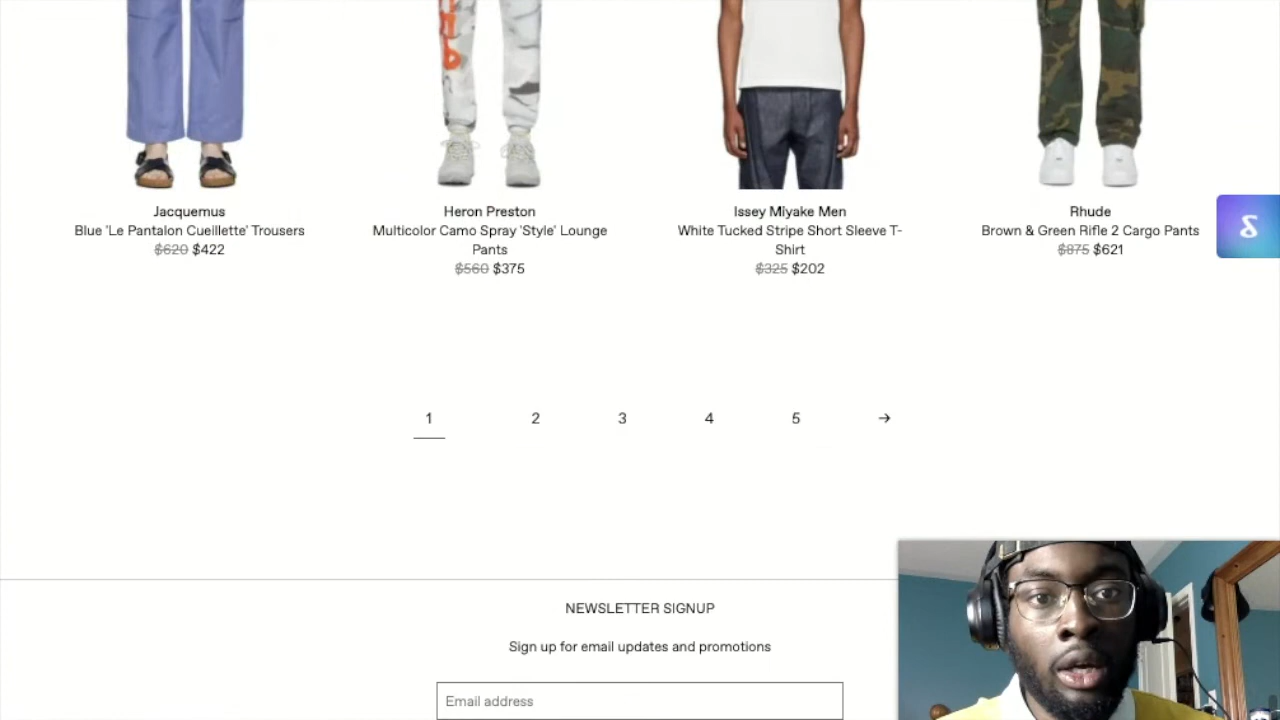 Jacquemus
Blue 'Le Pantalon Cueillette' Trousers
$620 $422
Heron Preston
Multicolor Camo Spray 'Style' Lounge
Pants
$560 $375
Issey Miyake Men
White Tucked Stripe Short Sleeve T-
Shirt
$325 $202
Rhude
Brown & Green Rifle 2 Cargo Pants
$875 $621
1 2 3 4 5 →
NEWSLETTER SIGNUP
Sign up for email updates and promotions
Email address